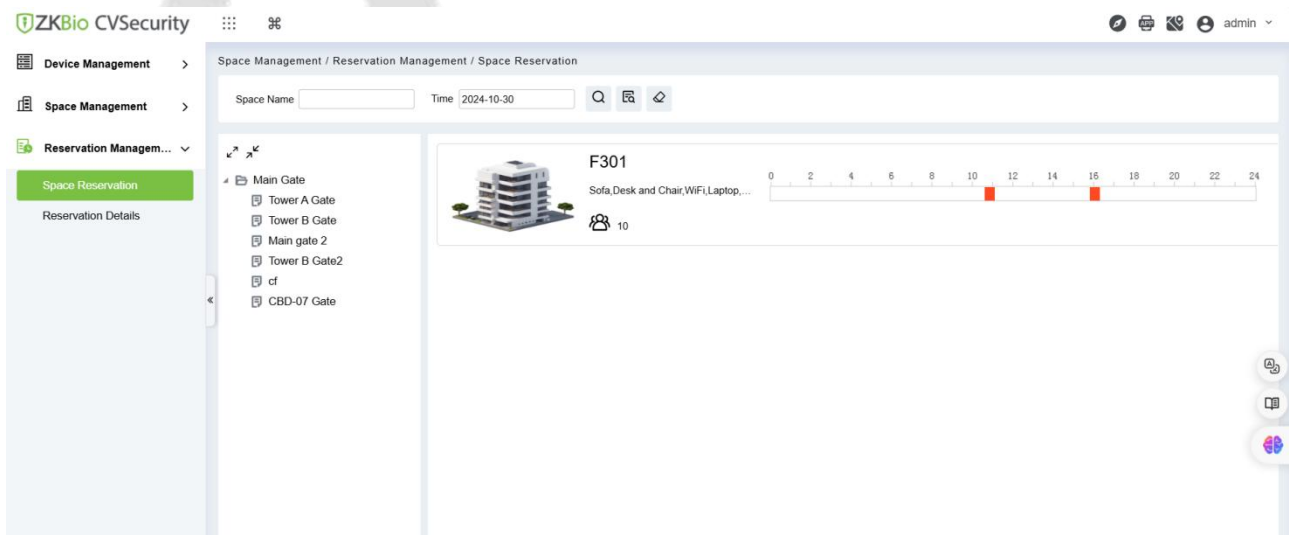 ZKBio CVSecurity
admin
Device Management
Space Management
Reservation Managem...
Space Reservation
Reservation Details
Space Management / Reservation Management / Space Reservation
Space Name
Time 2024-10-30
Main Gate
Tower A Gate
Tower B Gate
Main gate 2
Tower B Gate2
cf
CBD-07 Gate
F301
Sofa,Desk and Chair,WiFi,Laptop,...
10
0 2 4 6 8 10 12 14 16 18 20 22 24